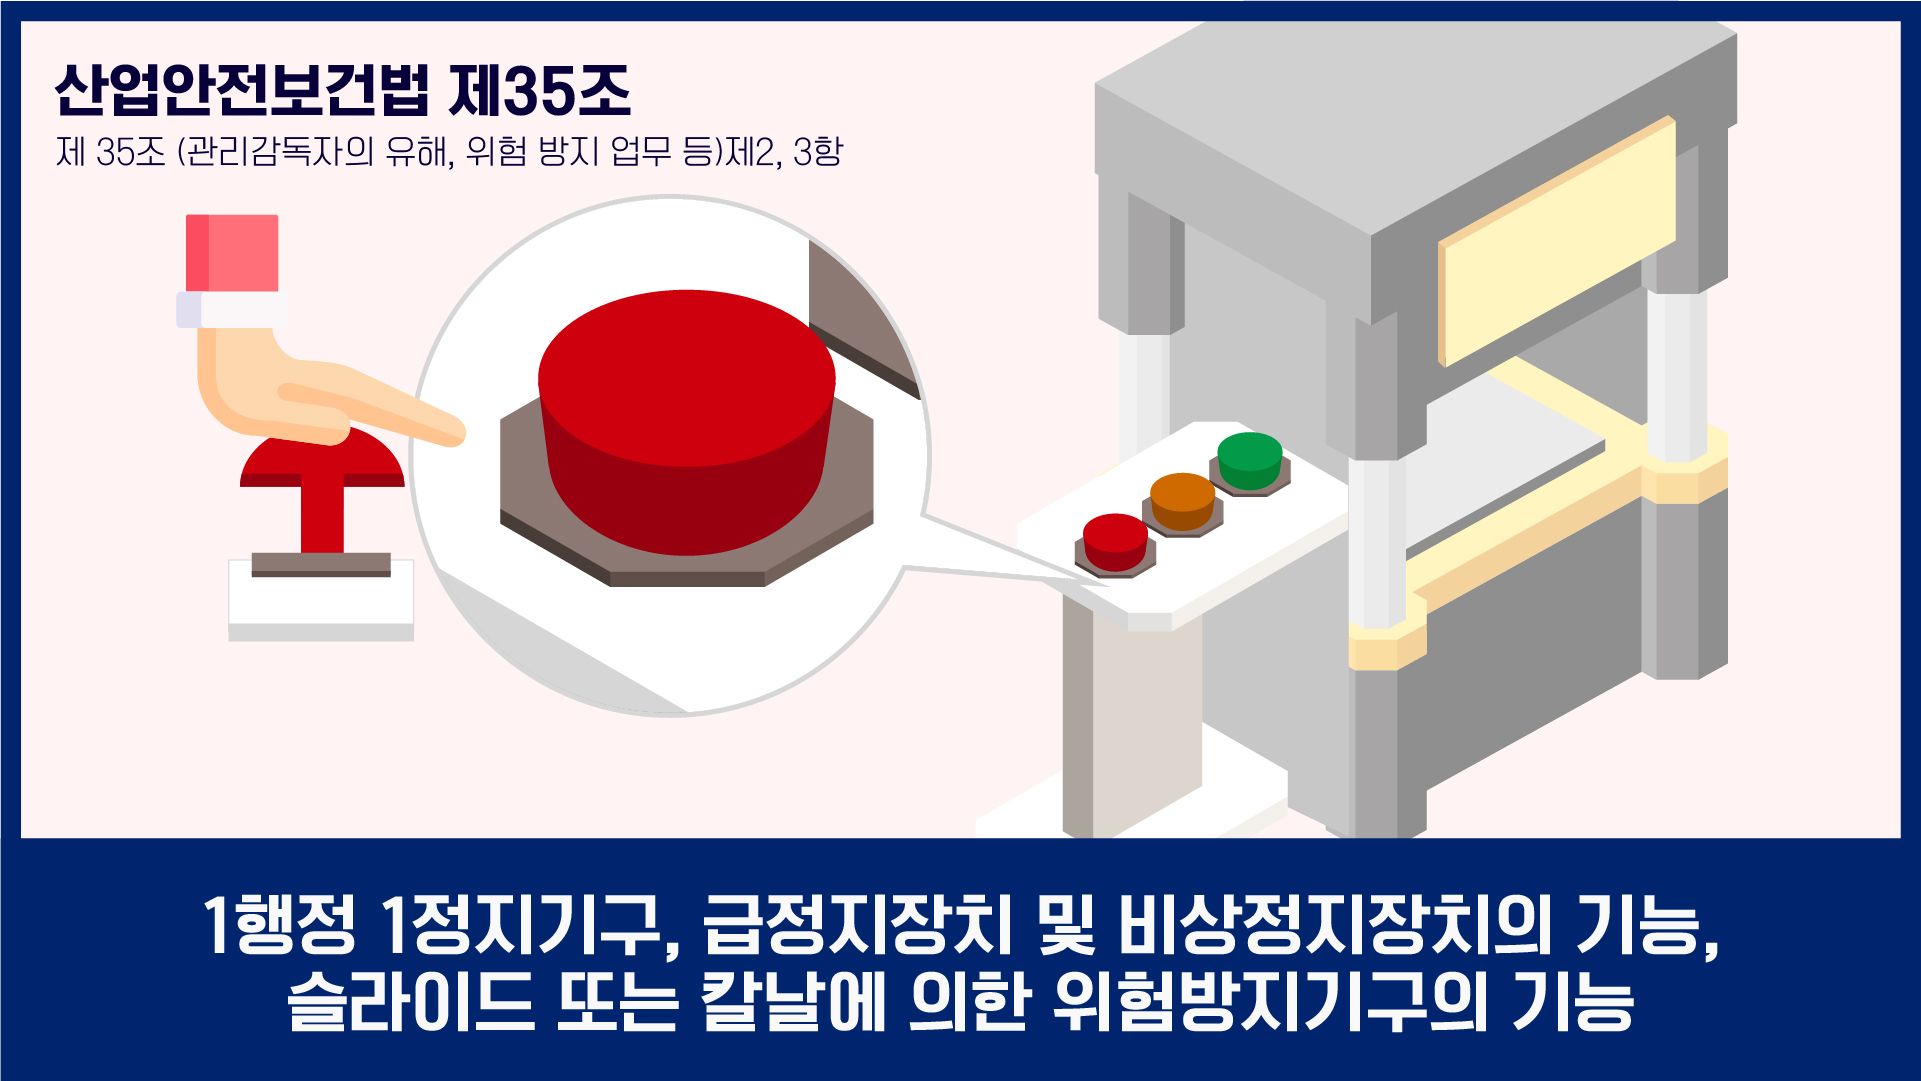 산업안전보건법 제35조
제 35조 (관리감독자의 유해, 위험 방지 업무 등)제2, 3항
1행정 1정지기구, 급정지장치 및 비상정지장치의 기능,
슬라이드 또는 칼날에 의한 위험방지기구의 기능